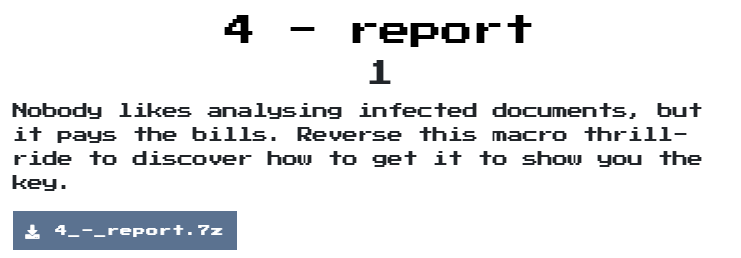 4 - report
1
Nobody likes analysing infected documents, but
it pays the bills. Reverse this macro thrill-
ride to discover how to get it to show you the
key.
4_-_report.7z